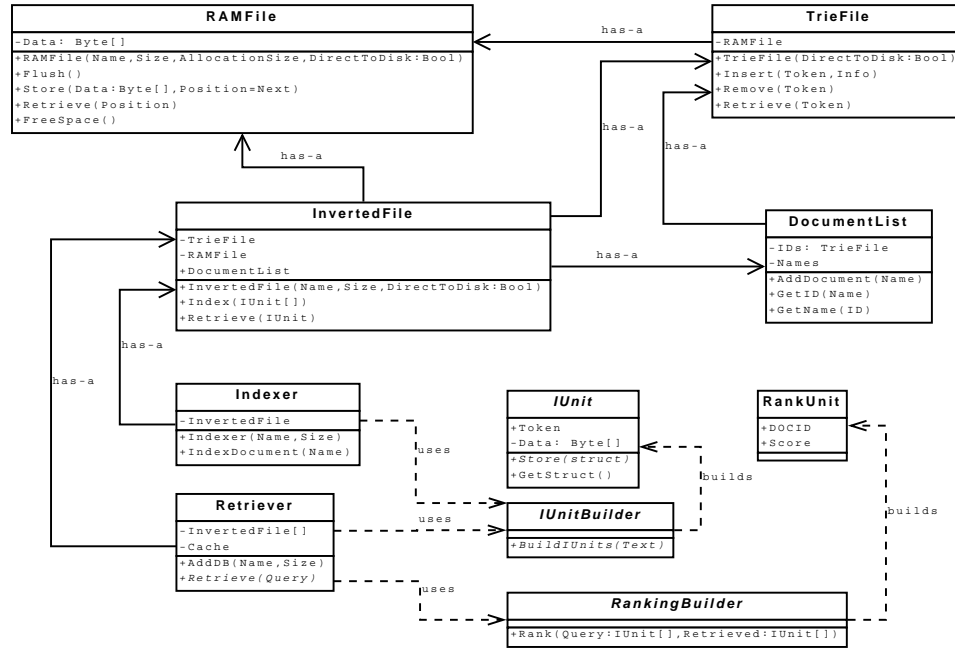 RAMFile
-Data: Byte[]
+RAMFile(Name,Size,AllocationSize,DirectToDisk:Bool)
+Flush()
+Store(Data:Byte[],Position=Next)
+Retrieve(Position)
+FreeSpace()
has-a
TrieFile
-RAMFile
+TrieFile(DirectToDisk:Bool)
+Insert(Token,Info)
+Remove(Token)
+Retrieve(Token)
has-a
has-a
has-a
InvertedFile
-TrieFile
-RAMFile
+DocumentList
+InvertedFile(Name,Size,DirectToDisk:Bool)
+Index(IUnit[])
+Retrieve(IUnit)
has-a
DocumentList
-IDs: TrieFile
-Names
+AddDocument(Name)
+GetID(Name)
+GetName(ID)
has-a
has-a
Indexer
-InvertedFile
+Indexer(Name,Size)
+IndexDocument(Name)
uses
IUnit
+Token
-Data: Byte[]
+Store(struct)
+GetStruct()
builds
RankUnit
+DOCID
+Score
builds
Retriever
-InvertedFile[]
-Cache
+AddDB(Name,Size)
+Retrieve(Query)
uses
uses
IUnitBuilder
+BuildIUnits(Text)
RankingBuilder
+Rank(Query:IUnit[],Retrieved:IUnit[])